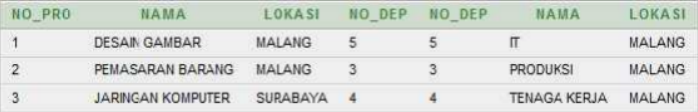 NO_PRO NAMA LOKASI NO_DEP NO_DEP NAMA LOKASI
1 DESAIN GAMBAR MALANG 5 5 IT MALANG
2 PEMASARAN BARANG MALANG 3 3 PRODUKSI MALANG
3 JARINGAN KOMPUTER SURABAYA 4 4 TENAGA KERJA MALANG